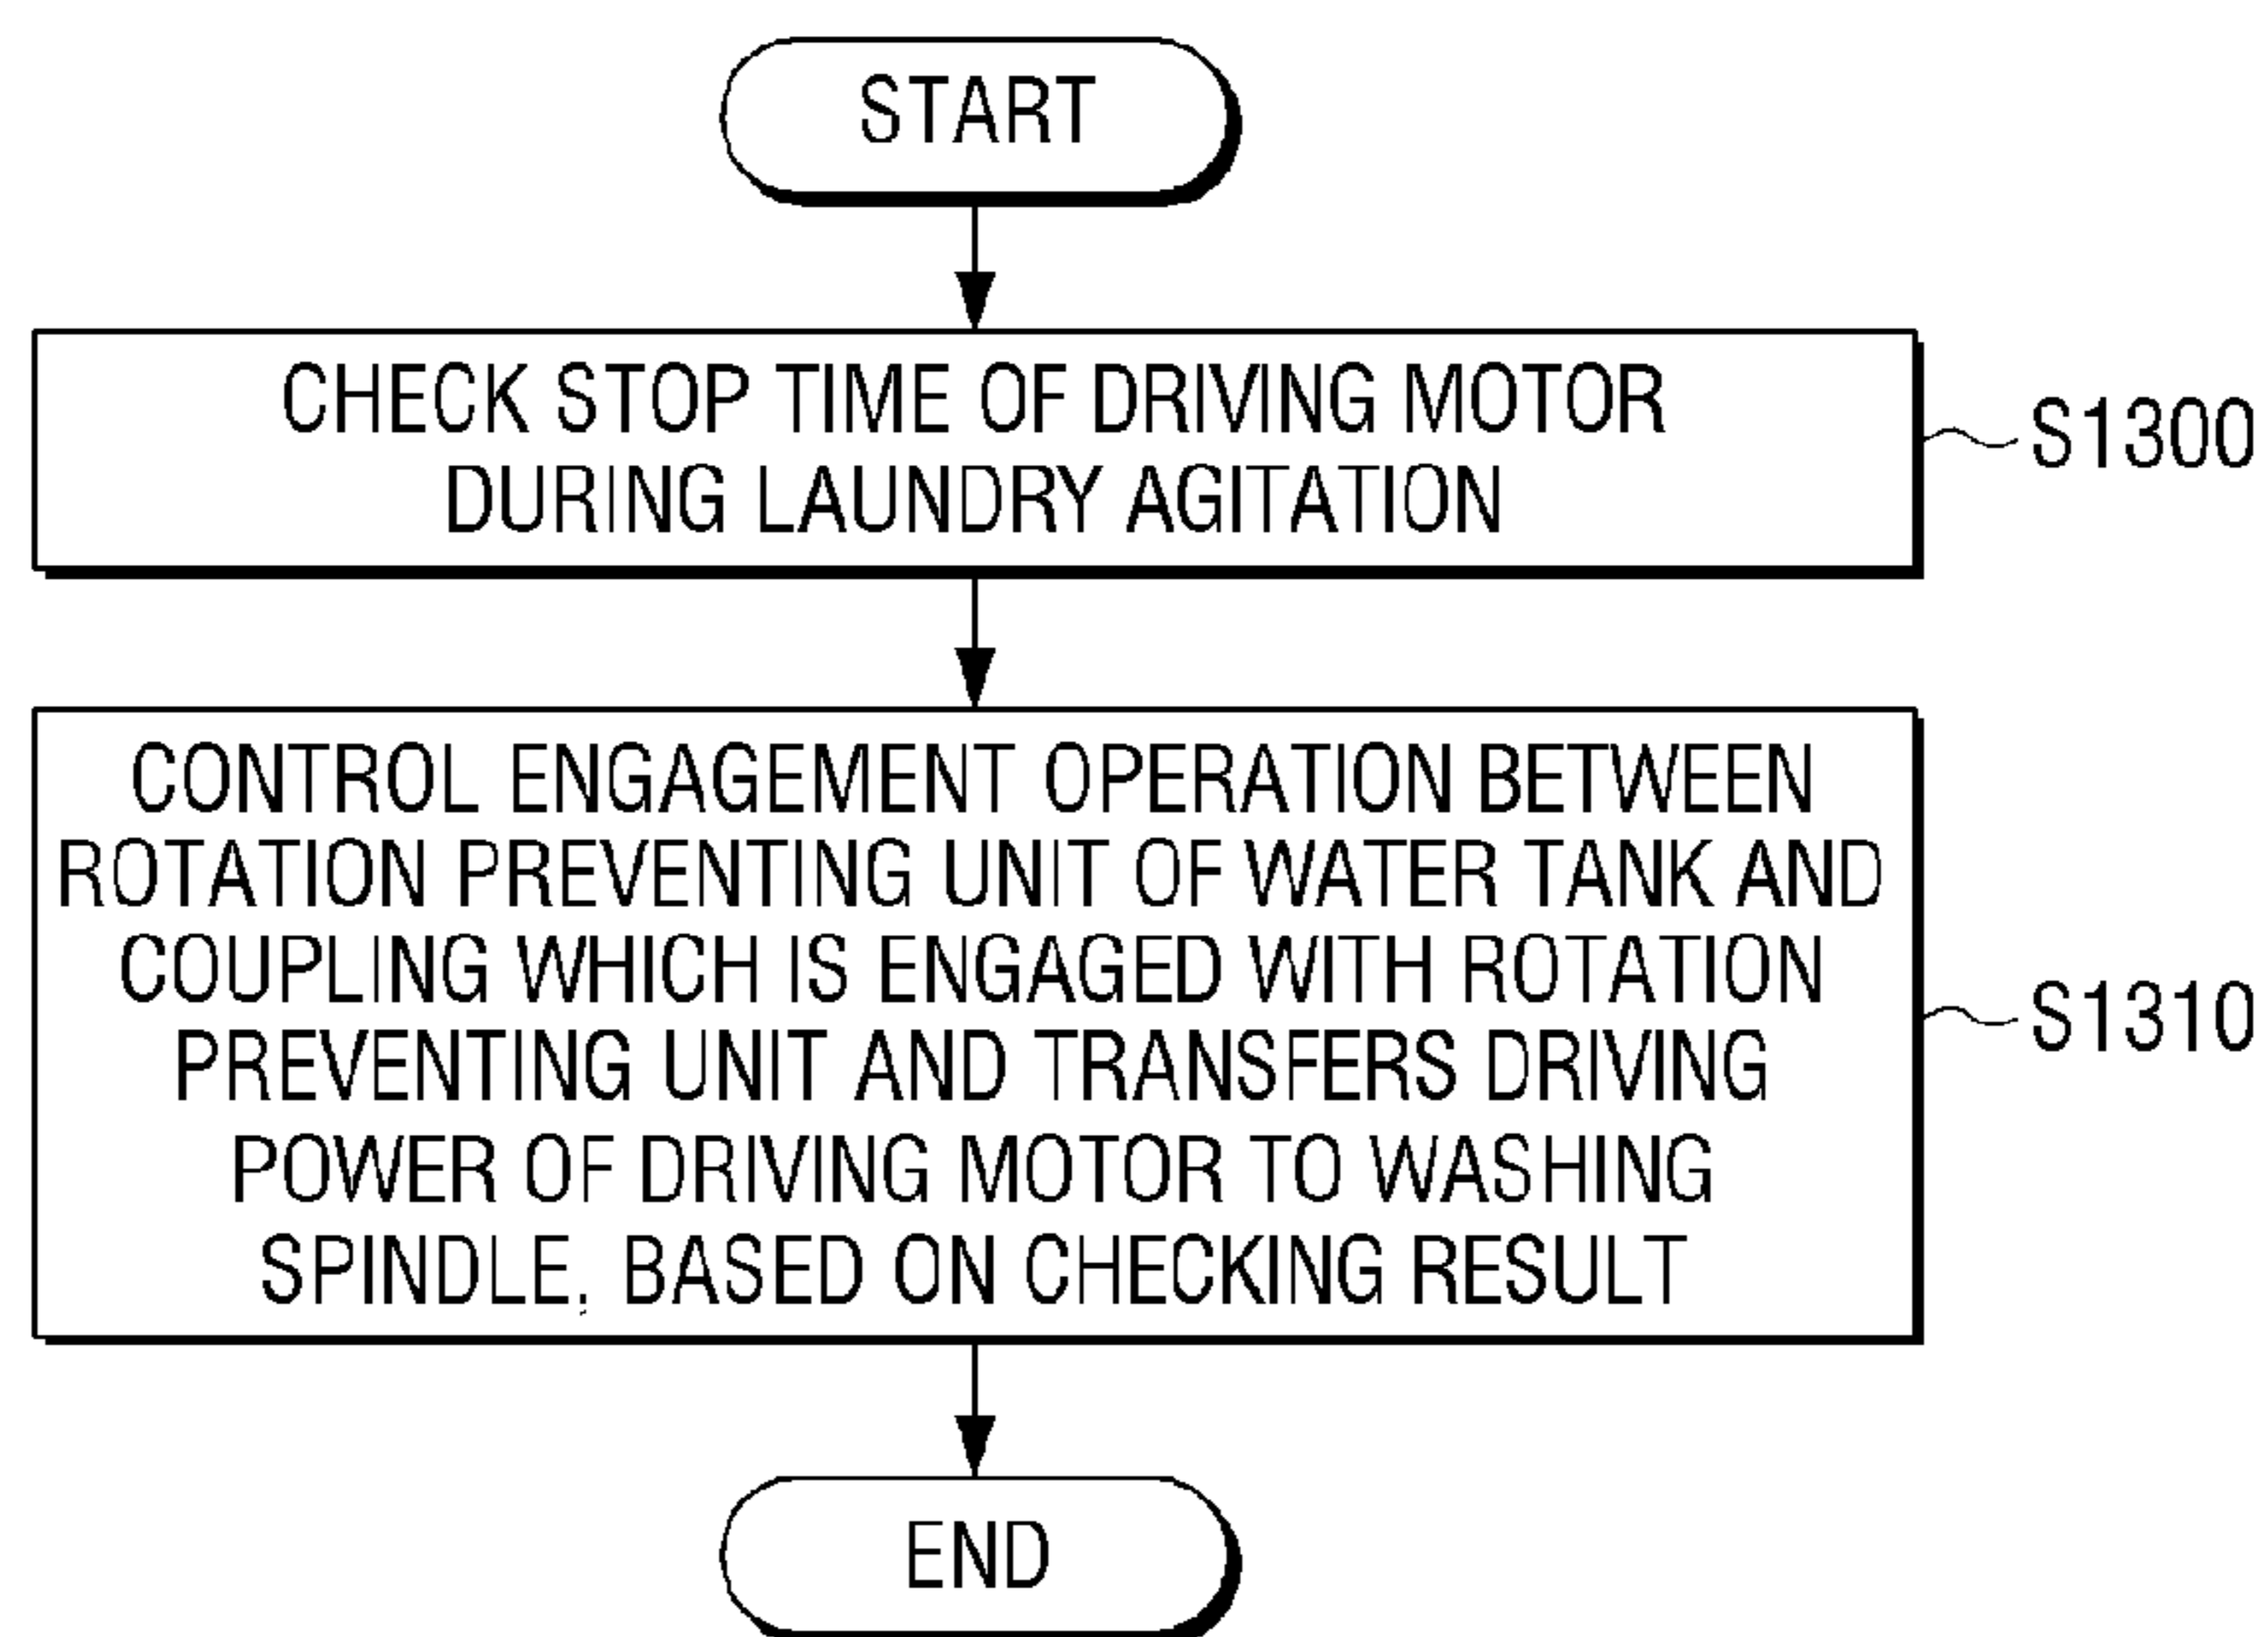 START
CHECK STOP TIME OF DRIVING MOTOR
DURING LAUNDRY AGITATION
S1300
CONTROL ENGAGEMENT OPERATION BETWEEN
ROTATION PREVENTING UNIT OF WATER TANK AND
COUPLING WHICH IS ENGAGED WITH ROTATION
PREVENTING UNIT AND TRANSFERS DRIVING
POWER OF DRIVING MOTOR TO WASHING
SPINDLE, BASED ON CHECKING RESULT
S1310
END